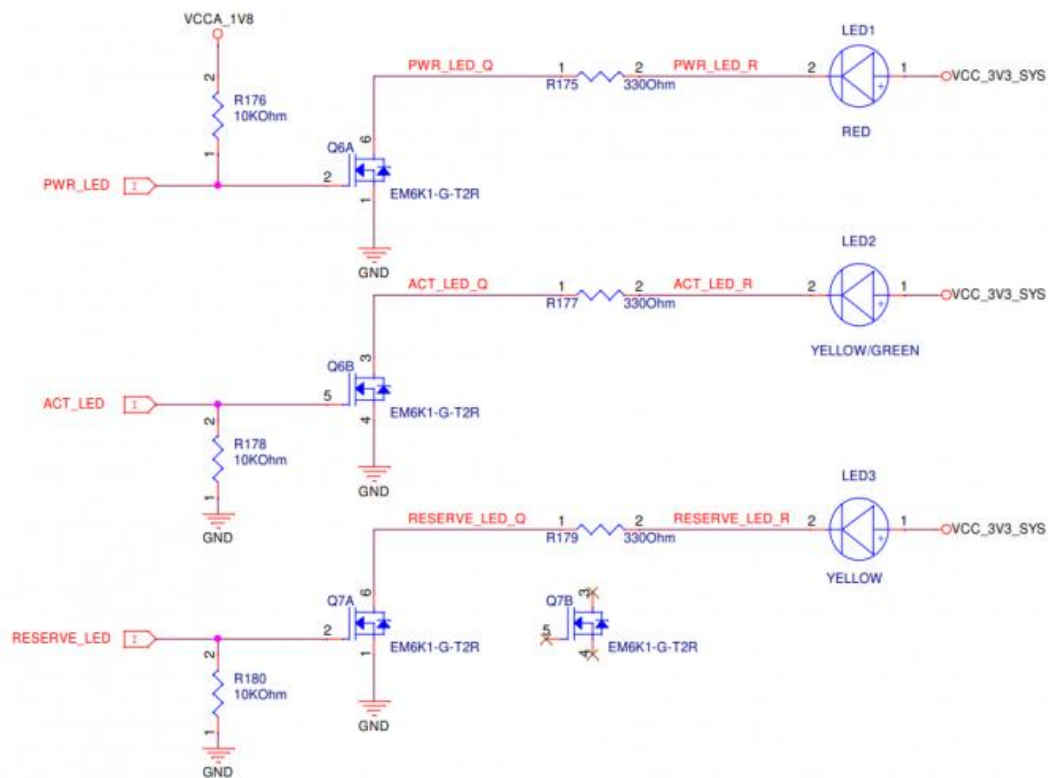 VCCA_1V8
2
R176
10KOhm
1
PWR_LED
I
Q6A
2
6
1
EM6K1-G-T2R
GND
PWR_LED_Q
1
2
R175
330Ohm
PWR_LED_R
LED1
2
1
VCC_3V3_SYS
RED
ACT_LED
I
2
R178
10KOhm
1
GND
Q6B
5
3
4
EM6K1-G-T2R
GND
ACT_LED_Q
1
2
R177
330Ohm
ACT_LED_R
LED2
2
1
VCC_3V3_SYS
YELLOW/GREEN
RESERVE_LED
I
2
R180
10KOhm
1
GND
Q7A
2
6
1
EM6K1-G-T2R
GND
RESERVE_LED_Q
1
2
R179
330Ohm
RESERVE_LED_R
LED3
2
1
VCC_3V3_SYS
YELLOW
Q7B
5
3
4
EM6K1-G-T2R